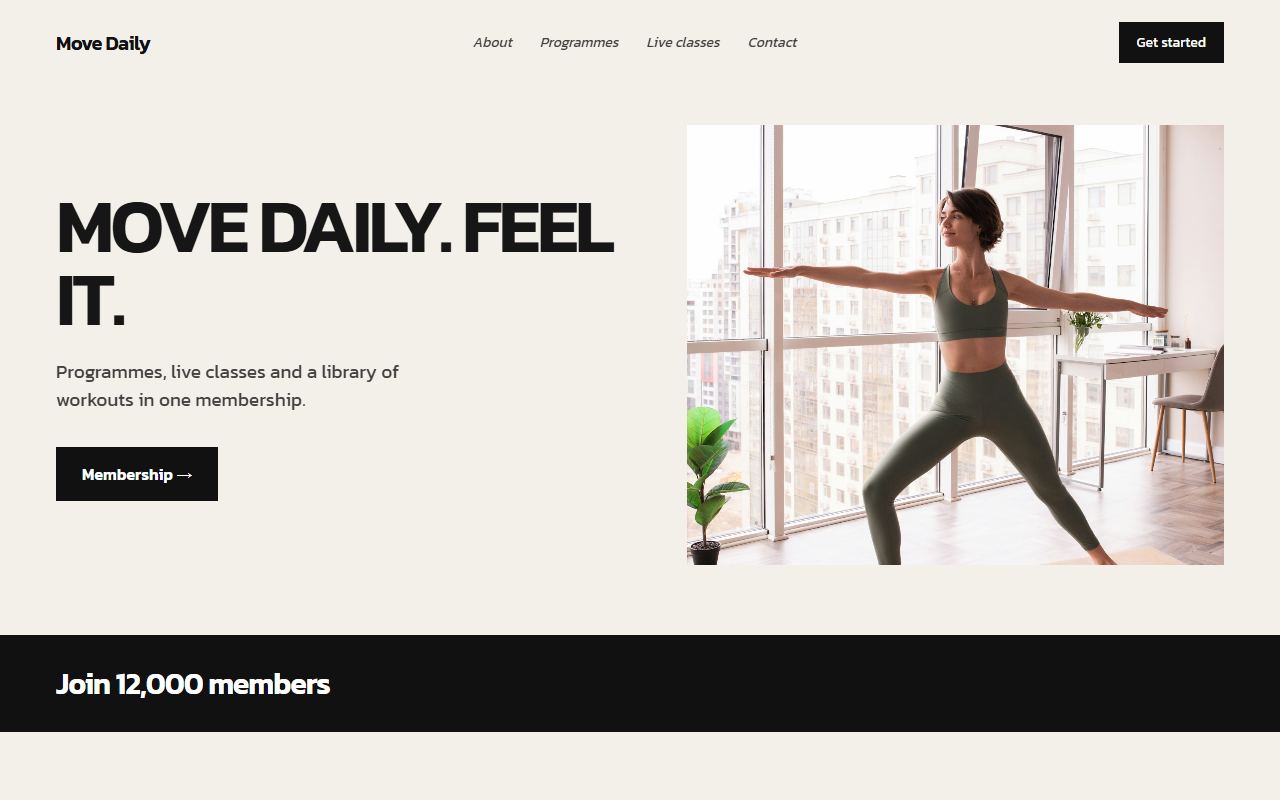 Move Daily
About
Programmes
Live classes
Contact
Get started
MOVE DAILY. FEEL
IT.
Programmes, live classes and a library of
workouts in one membership.
Membership →
Join 12,000 members